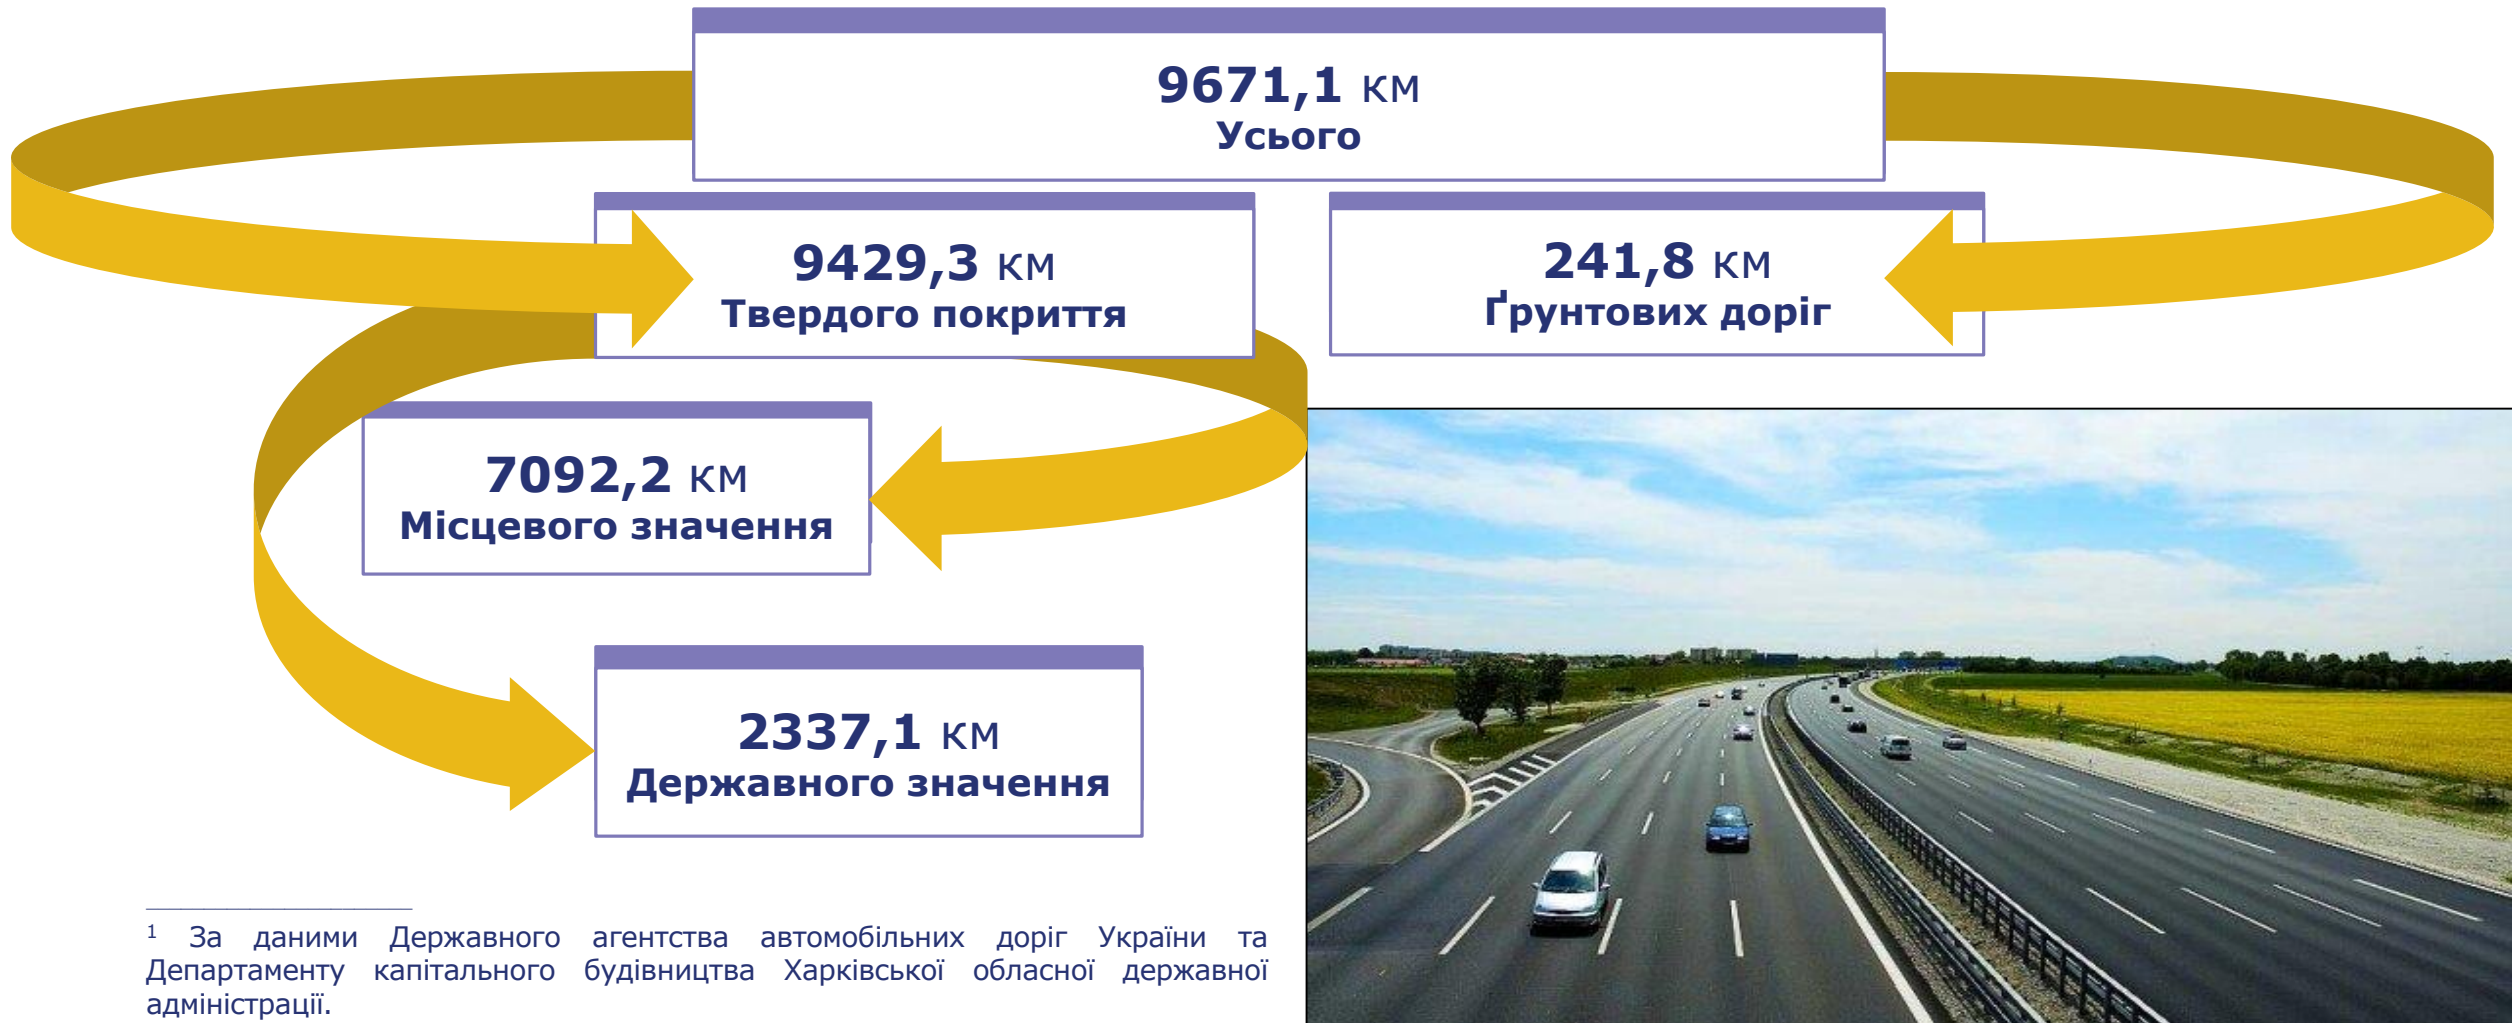 9671,1 км
Усього
9429,3 км
Твердого покриття
241,8 км
Ґрунтових доріг
7092,2 км
Місцевого значення
2337,1 км
Державного значення
1 За даними Державного агентства автомобільних доріг України та
Департаменту капітального будівництва Харківської обласної державної
адміністрації.